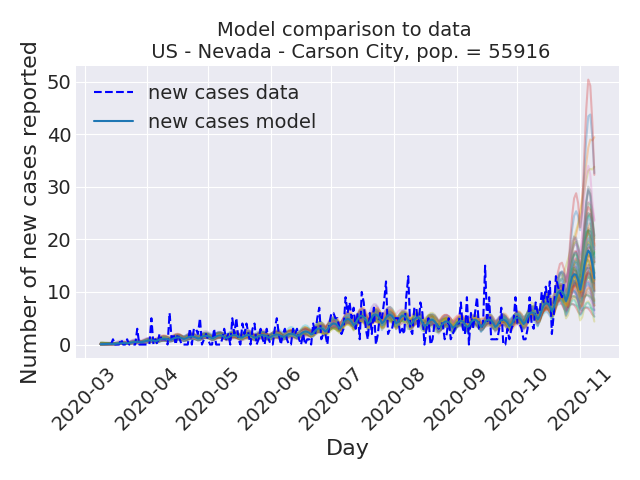 Model comparison to data
US - Nevada - Carson City, pop. = 55916
Number of new cases reported
50
40
30
20
10
0
new cases data
new cases model
2020-03
2020-04
2020-05
2020-06
2020-07
2020-08
2020-09
2020-10
2020-11
Day